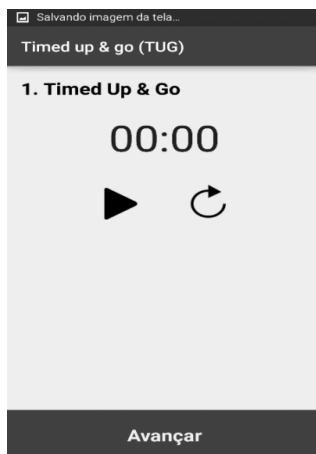 Salvando imagem da tela...
Timed up & go (TUG)
1. Timed Up & Go
00:00
Avançar